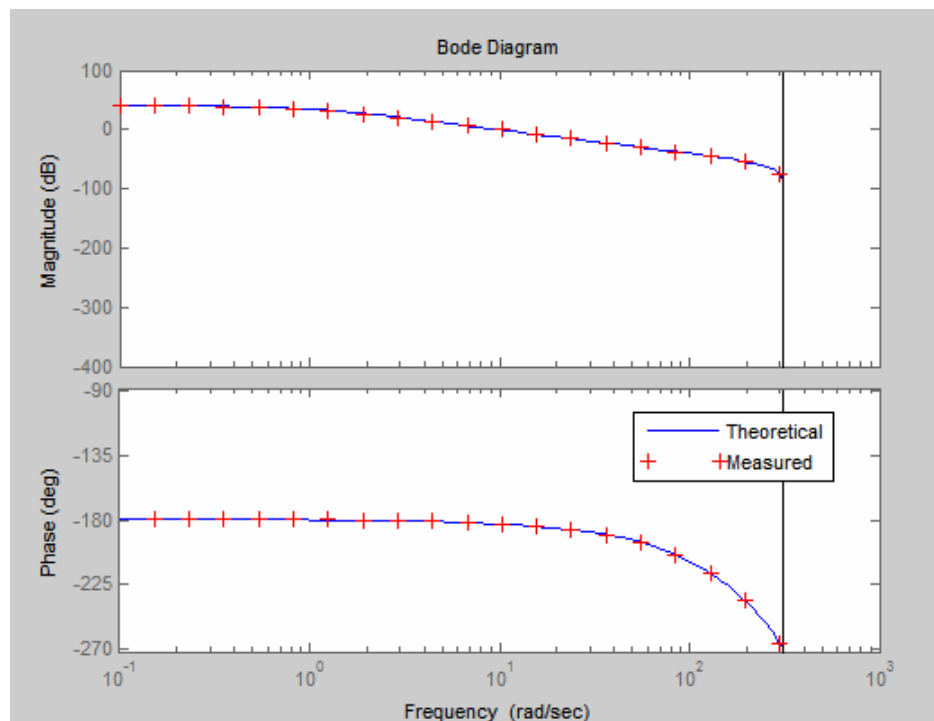 Bode Diagram
Magnitude (dB)
100
0
-100
-200
-300
-400
Phase (deg)
-90
-135
-180
-225
-270
Theoretical
Measured
10^-1 10^0 10^1 10^2 10^3
Frequency (rad/sec)